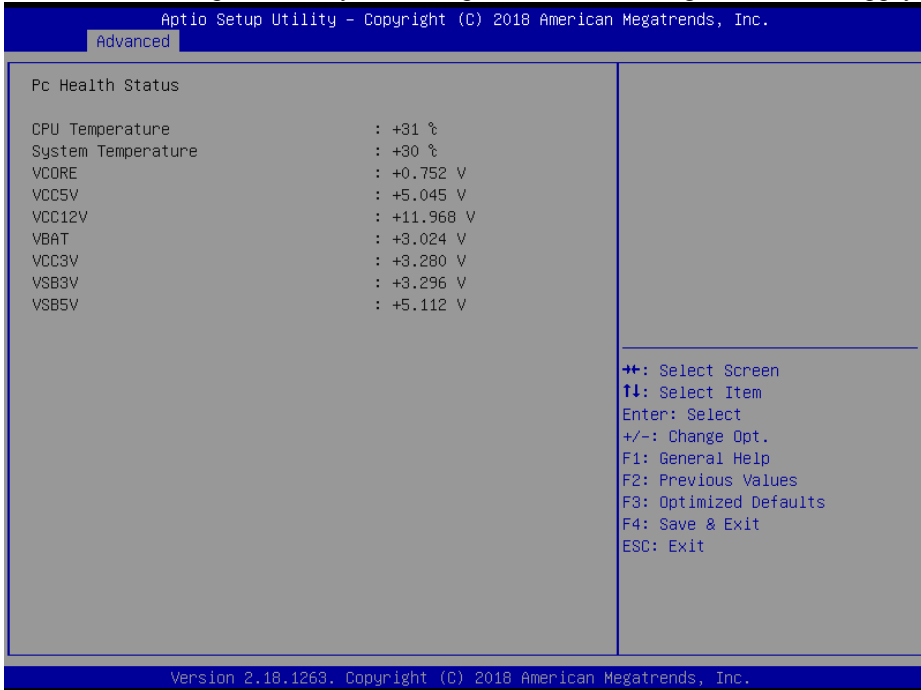 Aptio Setup Utility – Copyright (C) 2018 American Megatrends, Inc.
Advanced
Pc Health Status
CPU Temperature : +31 ℃
System Temperature : +30 ℃
VCORE : +0.752 V
VCC5V : +5.045 V
VCC12V : +11.968 V
VBAT : +3.024 V
VCC3V : +3.280 V
VSB3V : +3.296 V
VSB5V : +5.112 V
→←: Select Screen
↑↓: Select Item
Enter: Select
+/-: Change Opt.
F1: General Help
F2: Previous Values
F3: Optimized Defaults
F4: Save & Exit
ESC: Exit
Version 2.18.1263. Copyright (C) 2018 American Megatrends, Inc.